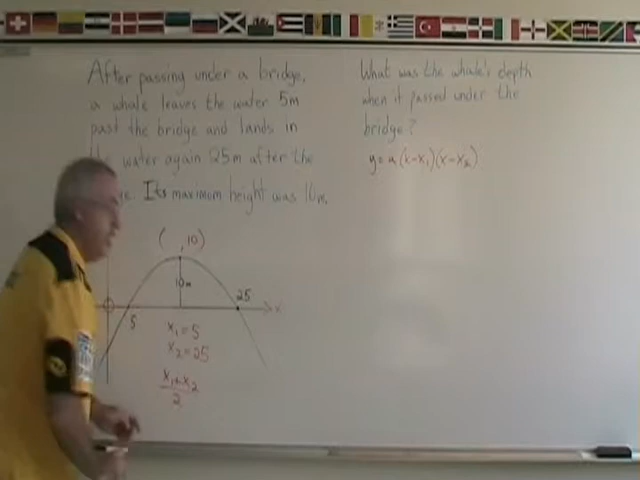 After passing under a bridge,
a whale leaves the water 5m
past the bridge and lands in
water again 25m after the
Its maximum height was 10m.
( ,10)
10m
5
25
x
x₁=5
x₂=25
x₁+x₂
2
What was the whale's depth
when it passed under the
bridge?
y=a(x-x₁)(x-x₂)